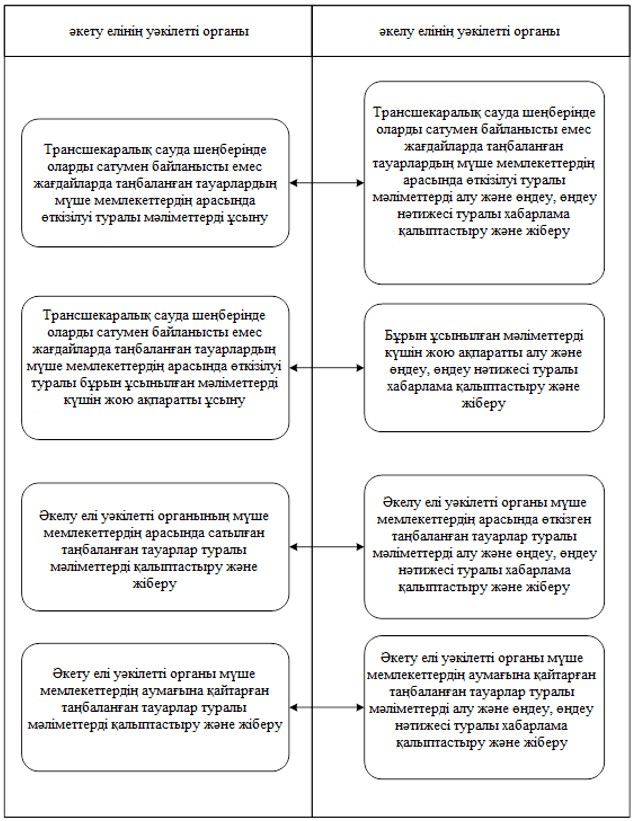 әкету елінің уәкілетті органы
әкелу елінің уәкілетті органы
Трансшекаралық сауда шеңберінде
оларды сатумен байланысты емес
жағдайларда таңбаланған тауарлардың
мүше мемлекеттердің арасында
өткізілуі туралы мәліметтерді ұсыну
Трансшекаралық сауда шеңберінде
оларды сатумен байланысты емес
жағдайларда таңбаланған
тауарлардың мүше мемлекеттердің
арасында өткізілуі туралы
мәліметтерді алу және өңдеу, өңдеу
нәтижесі туралы хабарлама
қалыптастыру және жіберу
Трансшекаралық сауда шеңберінде
оларды сатумен байланысты емес
жағдайларда таңбаланған тауарлардың
мүше мемлекеттердің арасында өткізілуі
туралы бұрын ұсынылған мәліметтерді
күшін жою ақпаратты ұсыну
Бұрын ұсынылған мәліметтерді
күшін жою ақпаратты алу және
өңдеу, өңдеу нәтижесі туралы
хабарлама қалыптастыру және
жіберу
Әкелу елі уәкілетті органының мүше
мемлекеттердің арасында сатылған
таңбаланған тауарлар туралы
мәліметтерді қалыптастыру және
жіберу
Әкелу елі уәкілетті органы мүше
мемлекеттердің арасында өткізген
таңбаланған тауарлар туралы
мәліметтерді алу және өңдеу, өңдеу
нәтижесі туралы хабарлама
қалыптастыру және жіберу
Әкету елі уәкілетті органы мүше
мемлекеттердің аумағына қайтарған
таңбаланған тауарлар туралы
мәліметтерді қалыптастыру және жіберу
Әкету елі уәкілетті органы мүше
мемлекеттердің аумағына қайтарған
таңбаланған тауарлар туралы
мәліметтерді алу және өңдеу, өңдеу
нәтижесі туралы хабарлама
қалыптастыру және жіберу